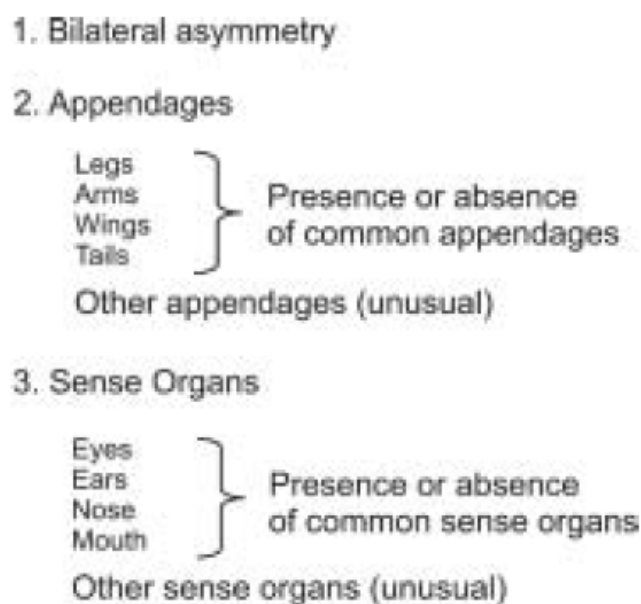 1. Bilateral asymmetry
2. Appendages
Legs
Arms
Wings
Tails
Presence or absence
of common appendages
Other appendages (unusual)
3. Sense Organs
Eyes
Ears
Nose
Mouth
Presence or absence
of common sense organs
Other sense organs (unusual)